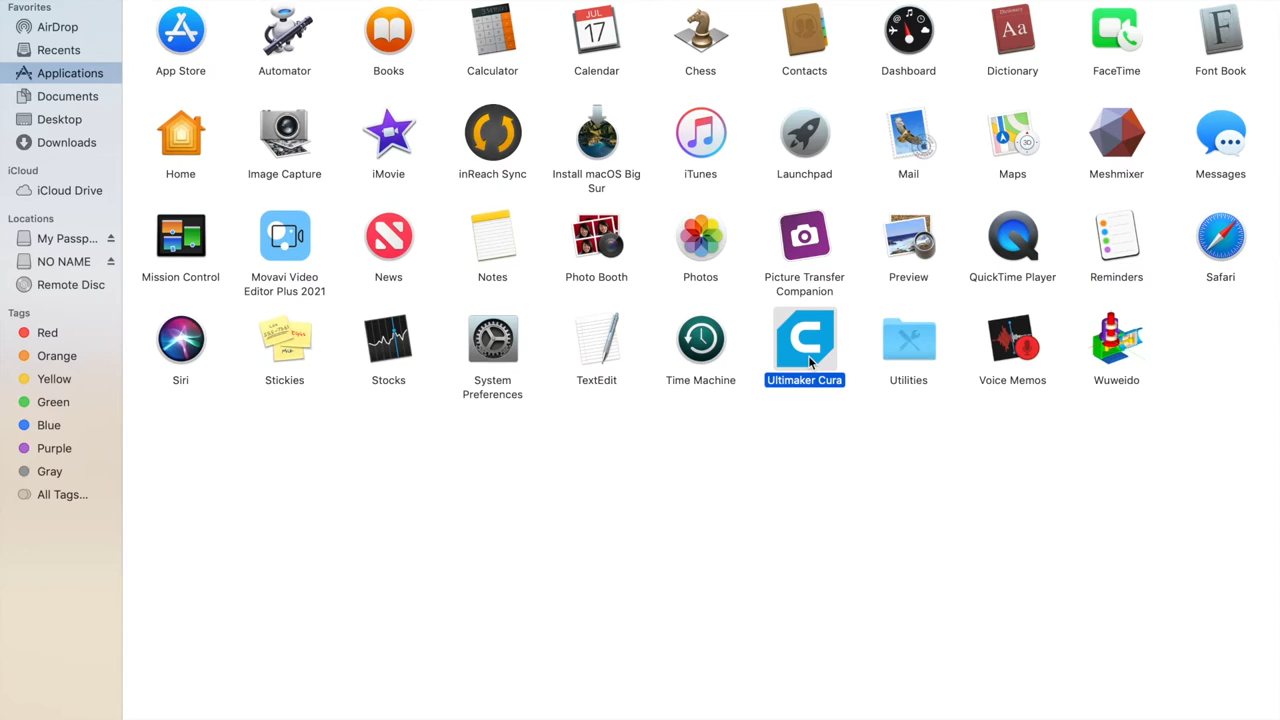 Favorites
AirDrop
Recents
Applications
Documents
Desktop
Downloads
iCloud
iCloud Drive
Locations
My Passp...
NO NAME
Remote Disc
Tags
Red
Orange
Yellow
Green
Blue
Purple
Gray
All Tags...
JUL
17
Aa
F
3D
App Store
Automator
Books
Calculator
Calendar
Chess
Contacts
Dashboard
Dictionary
FaceTime
Font Book
Home
Image Capture
iMovie
inReach Sync
Install macOS Big
Sur
iTunes
Launchpad
Mail
Maps
Meshmixer
Messages
Mission Control
Movavi Video
Editor Plus 2021
News
Notes
Photo Booth
Photos
Picture Transfer
Companion
Preview
QuickTime Player
Reminders
Safari
Siri
Stickies
Stocks
System
Preferences
TextEdit
Time Machine
Ultimaker Cura
Utilities
Voice Memos
Wuweido